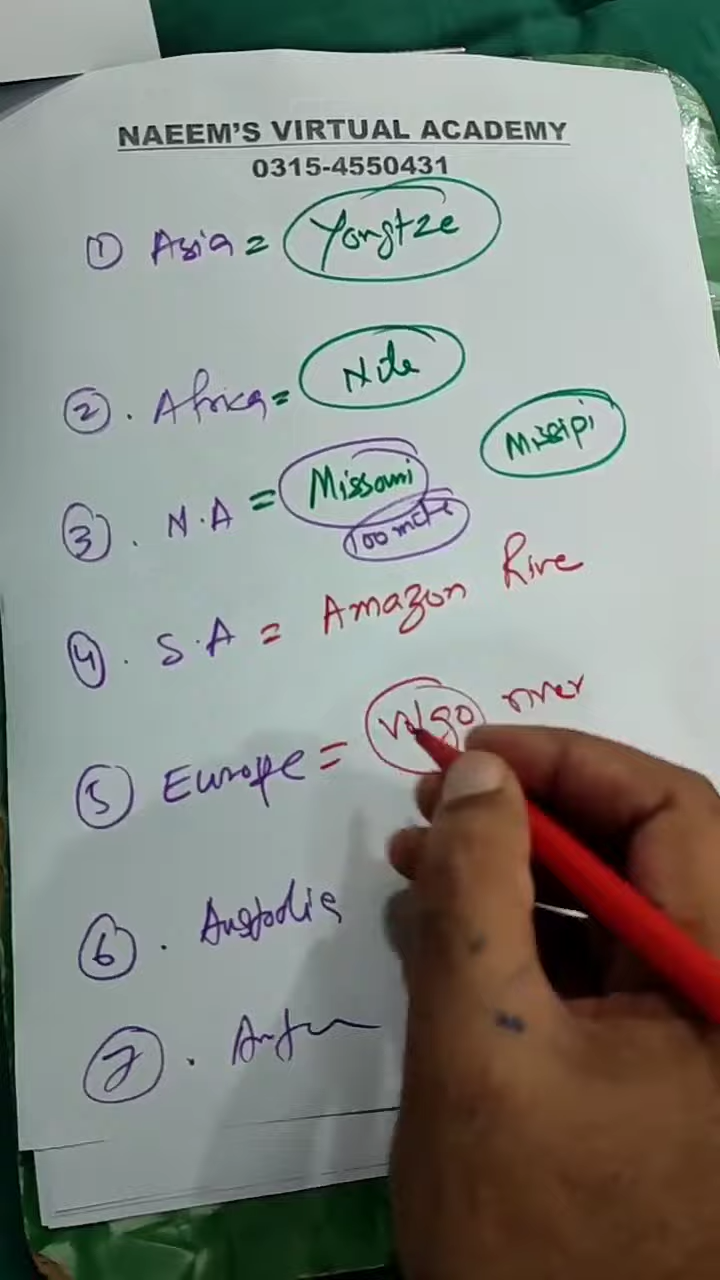 NAEEM'S VIRTUAL ACADEMY
0315-4550431
① Asia = Yangtze
② . Africa = Nile
Missipi
③ . N.A = Missouri
100 mile
④ . S.A = Amazon Rive
⑤ Europe = Volga river
⑥ . Australia
⑦ .